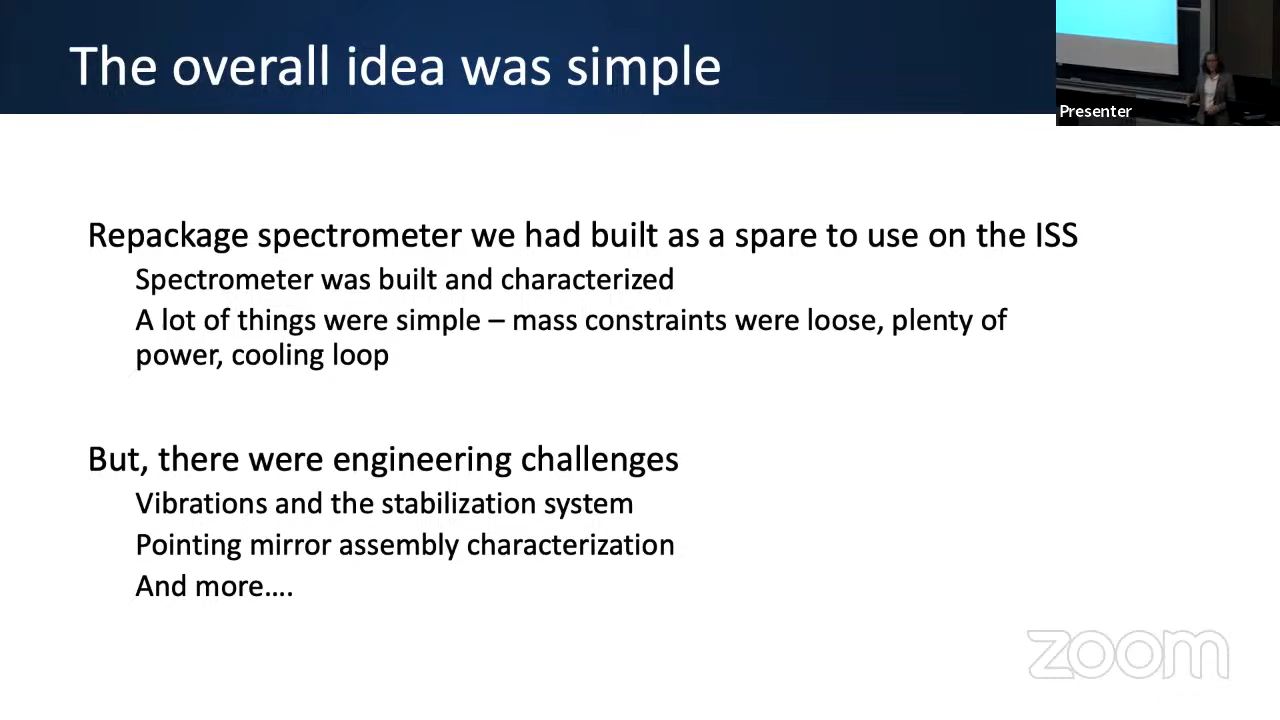 The overall idea was simple
Presenter
Repackage spectrometer we had built as a spare to use on the ISS
Spectrometer was built and characterized
A lot of things were simple – mass constraints were loose, plenty of
power, cooling loop
But, there were engineering challenges
Vibrations and the stabilization system
Pointing mirror assembly characterization
And more....
zoom